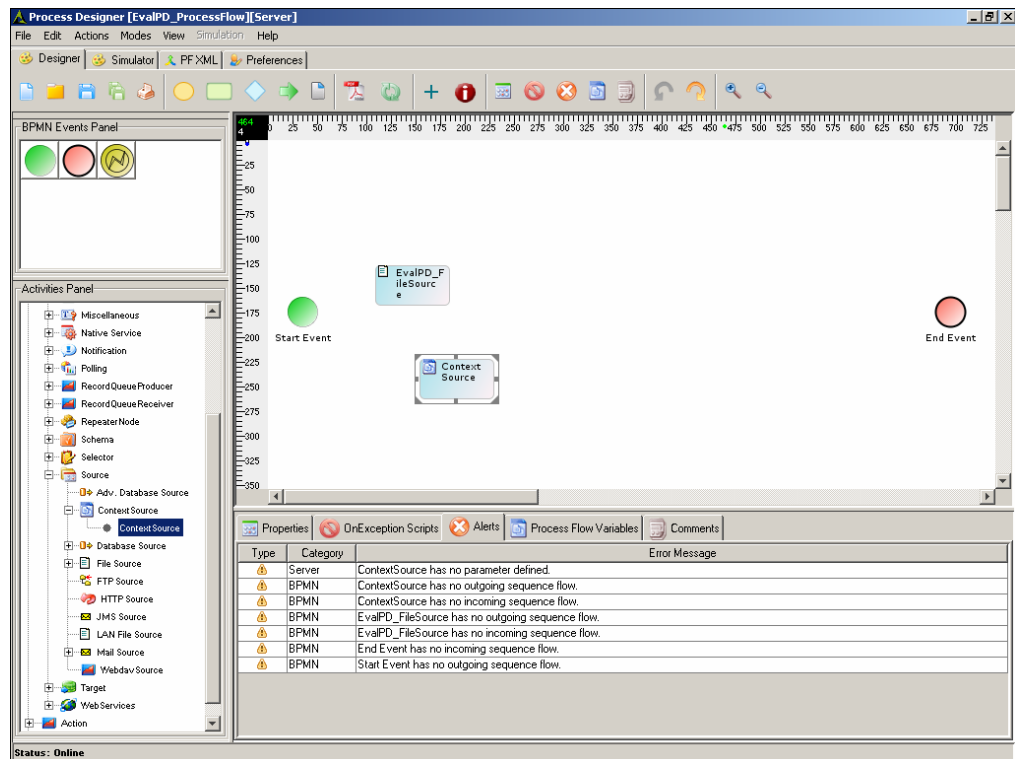 Process Designer [EvalPD_ProcessFlow][Server]
File Edit Actions Modes View Simulation Help
Designer Simulator PF XML Preferences
BPMN Events Panel
464
4
0 25 50 75 100 125 150 175 200 225 250 275 300 325 350 375 400 425 450 475 500 525 550 575 600 625 650 675 700 725
0
25
50
75
100
125
150
175
200
225
250
275
300
325
350
EvalPD_F
ileSourc
e
Start Event
End Event
Context
Source
Activities Panel
Miscellaneous
Native Service
Notification
Polling
RecordQueueProducer
RecordQueueReceiver
RepeaterNode
Schema
Selector
Source
Adv. Database Source
ContextSource
ContextSource
Database Source
File Source
FTP Source
HTTP Source
JMS Source
LAN File Source
Mail Source
Webdav Source
Target
WebServices
Action
Properties OnException Scripts Alerts Process Flow Variables Comments
Type Category Error Message
Server ContextSource has no parameter defined.
BPMN ContextSource has no outgoing sequence flow.
BPMN ContextSource has no incoming sequence flow.
BPMN EvalPD_FileSource has no outgoing sequence flow.
BPMN EvalPD_FileSource has no incoming sequence flow.
BPMN End Event has no incoming sequence flow.
BPMN Start Event has no outgoing sequence flow.
Status: Online